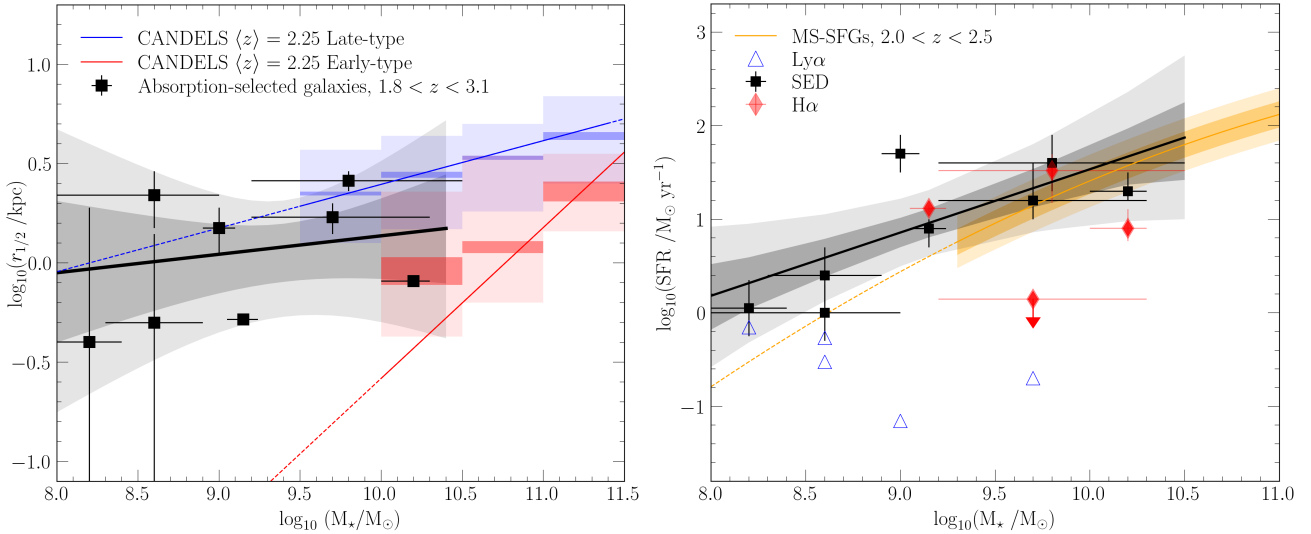 CANDELS ⟨z⟩ = 2.25 Late-type
CANDELS ⟨z⟩ = 2.25 Early-type
Absorption-selected galaxies, 1.8 < z < 3.1
1.0
0.5
0.0
−0.5
−1.0
log₁₀(r₁/₂ /kpc)
8.0 8.5 9.0 9.5 10.0 10.5 11.0 11.5
log₁₀ (M⋆/M⊙)
MS-SFGs, 2.0 < z < 2.5
Lyα
SED
Hα
3
2
1
0
−1
log₁₀(SFR /M⊙ yr⁻¹)
8.0 8.5 9.0 9.5 10.0 10.5 11.0
log₁₀(M⋆ /M⊙)